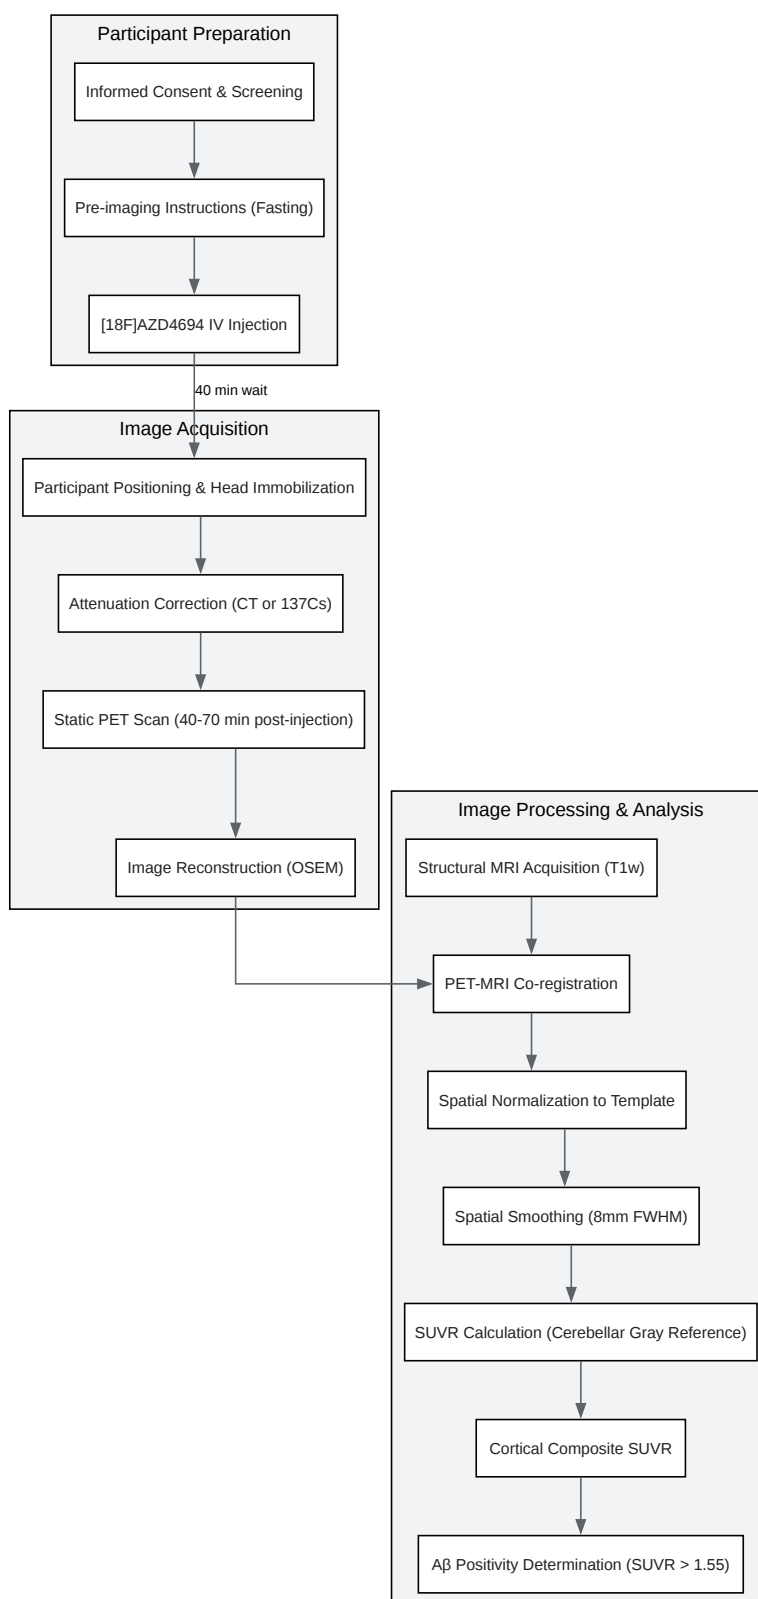 Participant Preparation
Informed Consent & Screening
Pre-imaging Instructions (Fasting)
[18F]AZD4694 IV Injection
40 min wait
Image Acquisition
Participant Positioning & Head Immobilization
Attenuation Correction (CT or 137Cs)
Static PET Scan (40-70 min post-injection)
Image Reconstruction (OSEM)
Image Processing & Analysis
Structural MRI Acquisition (T1w)
PET-MRI Co-registration
Spatial Normalization to Template
Spatial Smoothing (8mm FWHM)
SUVR Calculation (Cerebellar Gray Reference)
Cortical Composite SUVR
Aβ Positivity Determination (SUVR > 1.55)